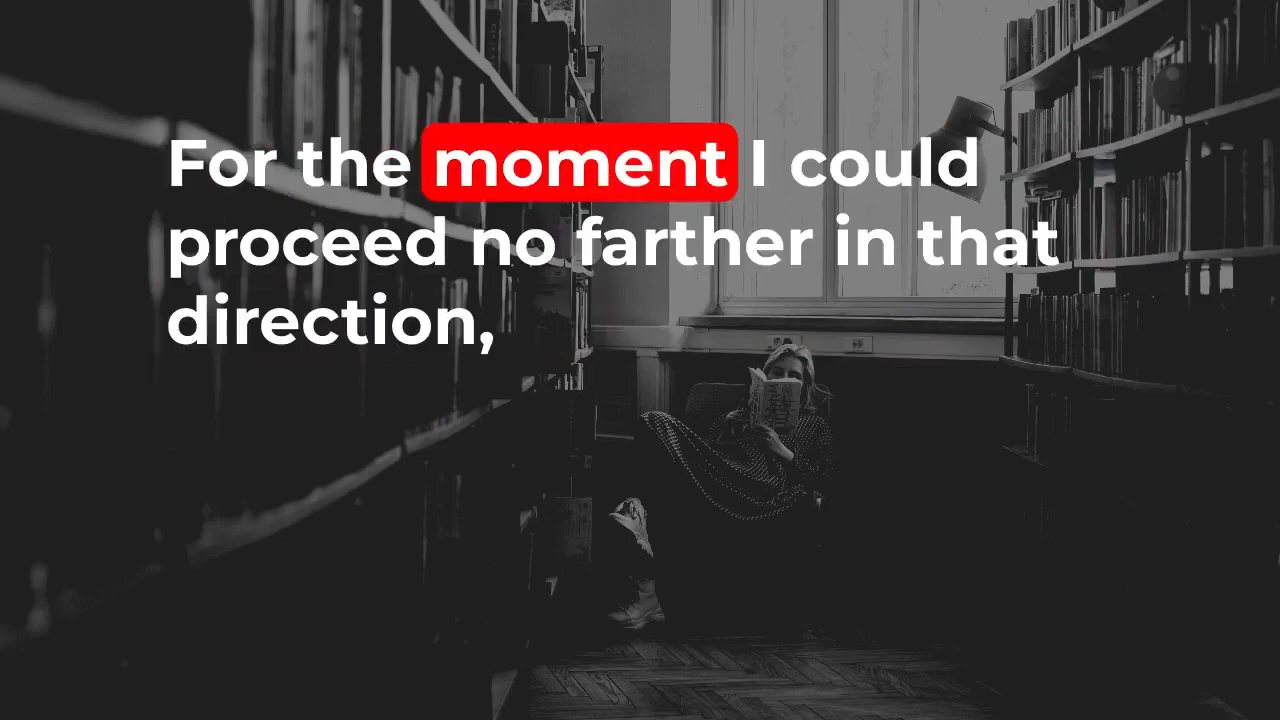 For the moment I could
proceed no farther in that
direction,